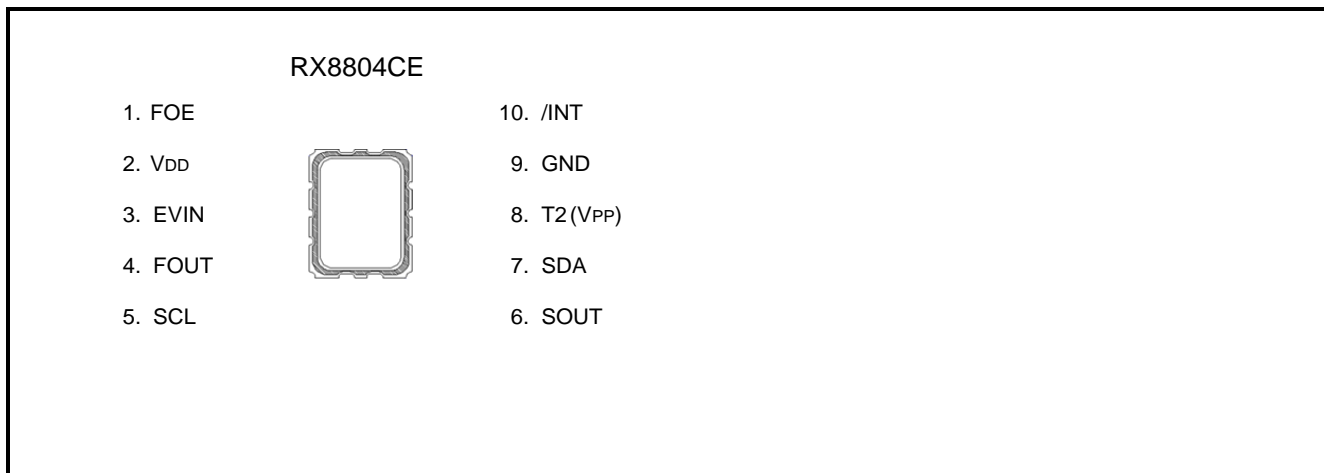 RX8804CE
1. FOE
10. /INT
2. VDD
9. GND
3. EVIN
8. T2 (VPP)
4. FOUT
7. SDA
5. SCL
6. SOUT